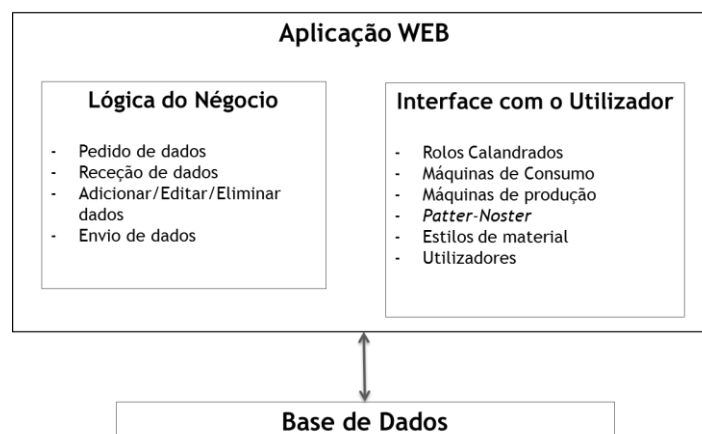 Aplicação WEB
Lógica do Négocio
- Pedido de dados
- Receção de dados
- Adicionar/Editar/Eliminar
dados
- Envio de dados
Interface com o Utilizador
- Rolos Calandrados
- Máquinas de Consumo
- Máquinas de produção
- Patter-Noster
- Estilos de material
- Utilizadores
Base de Dados